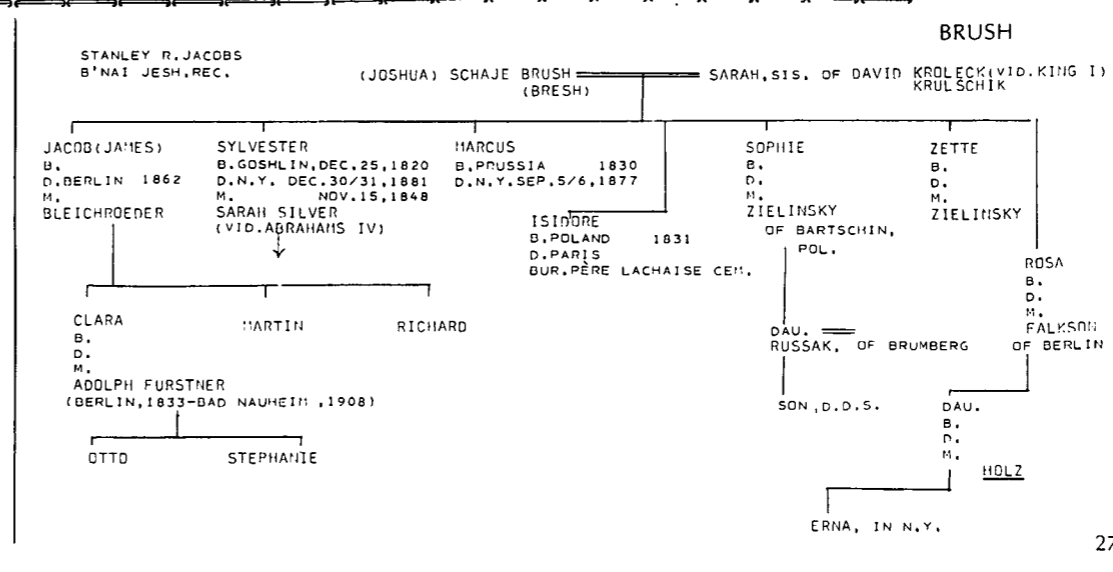 BRUSH
STANLEY R.JACOBS
B'NAI JESH.REC.
(JOSHUA) SCHAJE BRUSH
(BRESH)
SARAH,SIS. OF DAVID KROLECK(VID.KING I)
KRULSCHIK
JACOB(JAMES)
B.
D.BERLIN 1862
M.
BLEICHROEDER
SYLVESTER
B.GOSHLIN,DEC.25,1820
D.N.Y. DEC.30/31,1881
M. NOV.15,1848
SARAH SILVER
(VID.ABRAHAMS IV)
MARCUS
B.PRUSSIA 1830
D.N.Y.SEP.5/6,1877
ISIDORE
B.POLAND 1831
D.PARIS
BUR.PÈRE LACHAISE CEM.
SOPHIE
B.
D.
M.
ZIELINSKY
OF BARTSCHIN,
POL.
ZETTE
B.
D.
M.
ZIELINSKY
ROSA
B.
D.
M.
FALKSON
OF BERLIN
CLARA
B.
D.
M.
ADOLPH FURSTNER
(BERLIN,1833-BAD NAUHEIM ,1908)
MARTIN
RICHARD
DAU.
RUSSAK, OF BRUMBERG
SON,D.D.S.
DAU.
B.
D.
M.
HOLZ
OTTO
STEPHANIE
ERNA, IN N.Y.
27